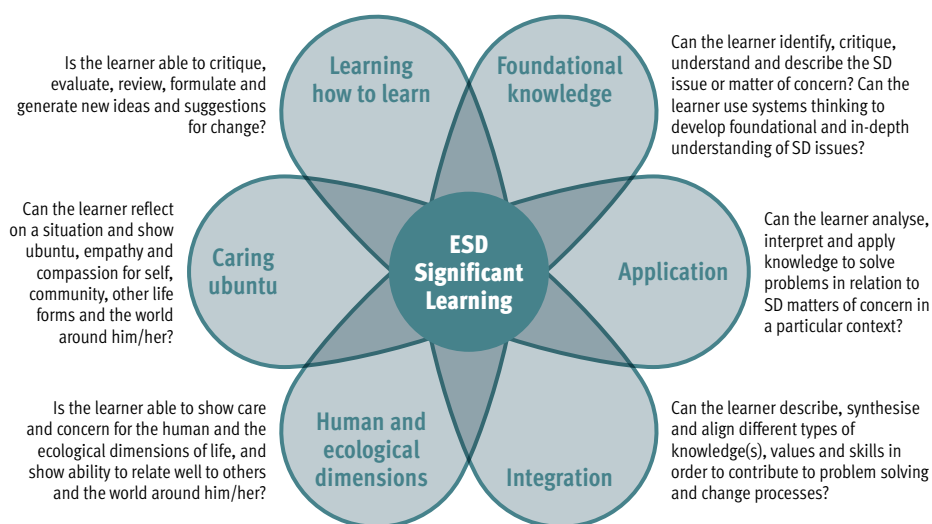 Is the learner able to critique,
evaluate, review, formulate and
generate new ideas and suggestions
for change?
Learning
how to learn
Foundational
knowledge
Can the learner identify, critique,
understand and describe the SD
issue or matter of concern? Can the
learner use systems thinking to
develop foundational and in-depth
understanding of SD issues?
Can the learner reflect
on a situation and show
ubuntu, empathy and
compassion for self,
community, other life
forms and the world
around him/her?
Caring
ubuntu
ESD
Significant
Learning
Application
Can the learner analyse,
interpret and apply
knowledge to solve
problems in relation to
SD matters of concern in
a particular context?
Is the learner able to show care
and concern for the human and the
ecological dimensions of life, and
show ability to relate well to others
and the world around him/her?
Human and
ecological
dimensions
Integration
Can the learner describe, synthesise
and align different types of
knowledge(s), values and skills in
order to contribute to problem solving
and change processes?